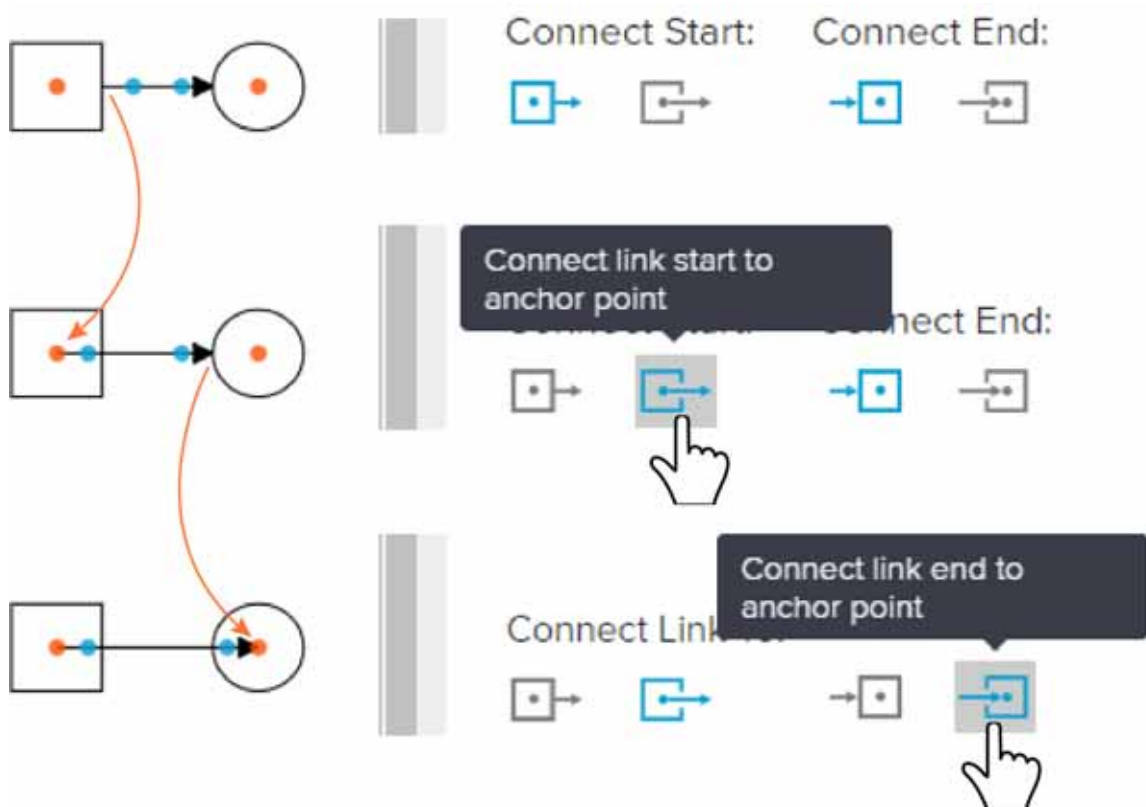 Connect Start: Connect End:
Connect link start to
anchor point
Connect End:
Connect link end to
anchor point
Connect Link